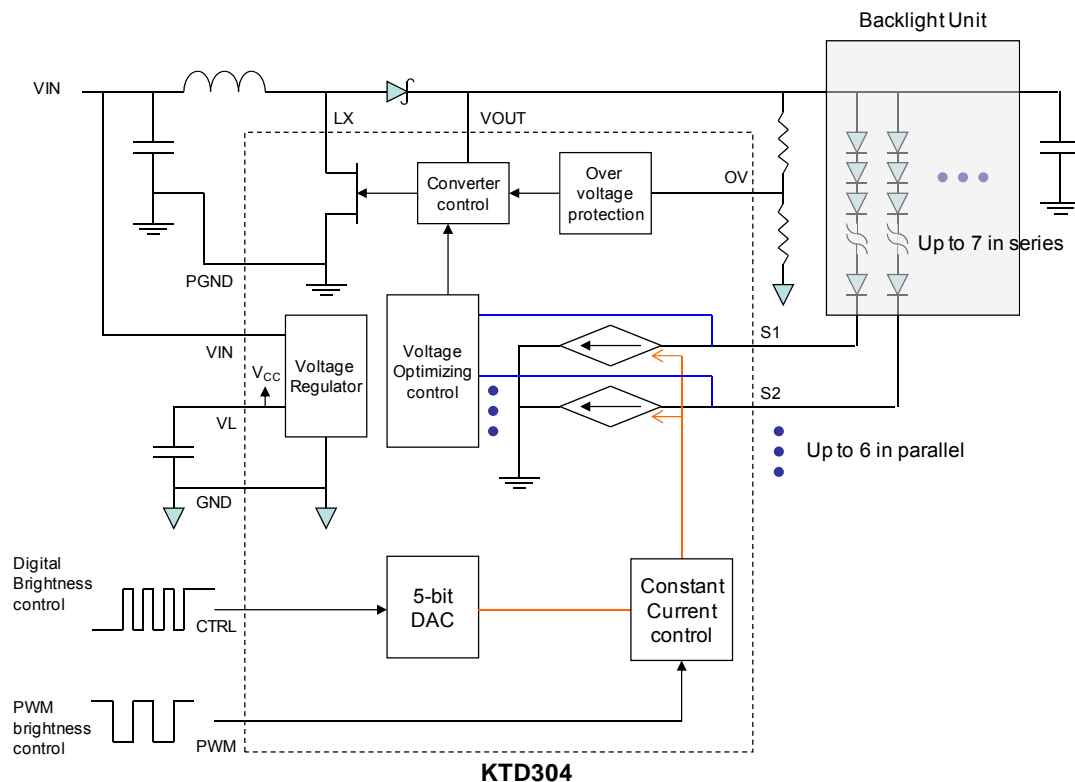 Backlight Unit
VIN
LX
VOUT
Converter
control
Over
voltage
protection
OV
Up to 7 in series
PGND
VIN
Voltage
Regulator
Voltage
Optimizing
control
S1
VCC
VL
S2
Up to 6 in parallel
GND
Digital
Brightness
control
CTRL
5-bit
DAC
Constant
Current
control
PWM
brightness
control
PWM
KTD304